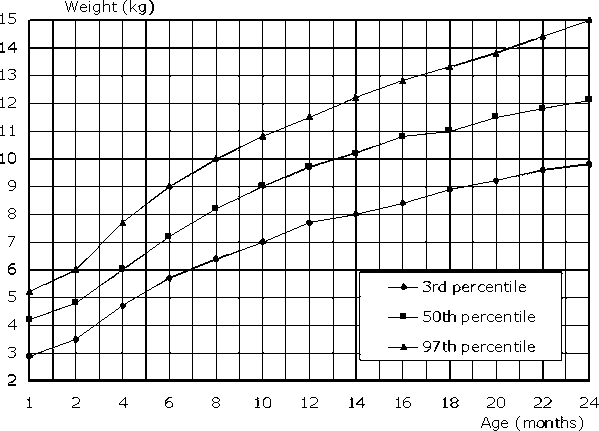 Weight (kg)
15
14
13
12
11
10
9
8
7
6
5
4
3
2
3rd percentile
50th percentile
97th percentile
1 2 4 6 8 10 12 14 16 18 20 22 24
Age (months)